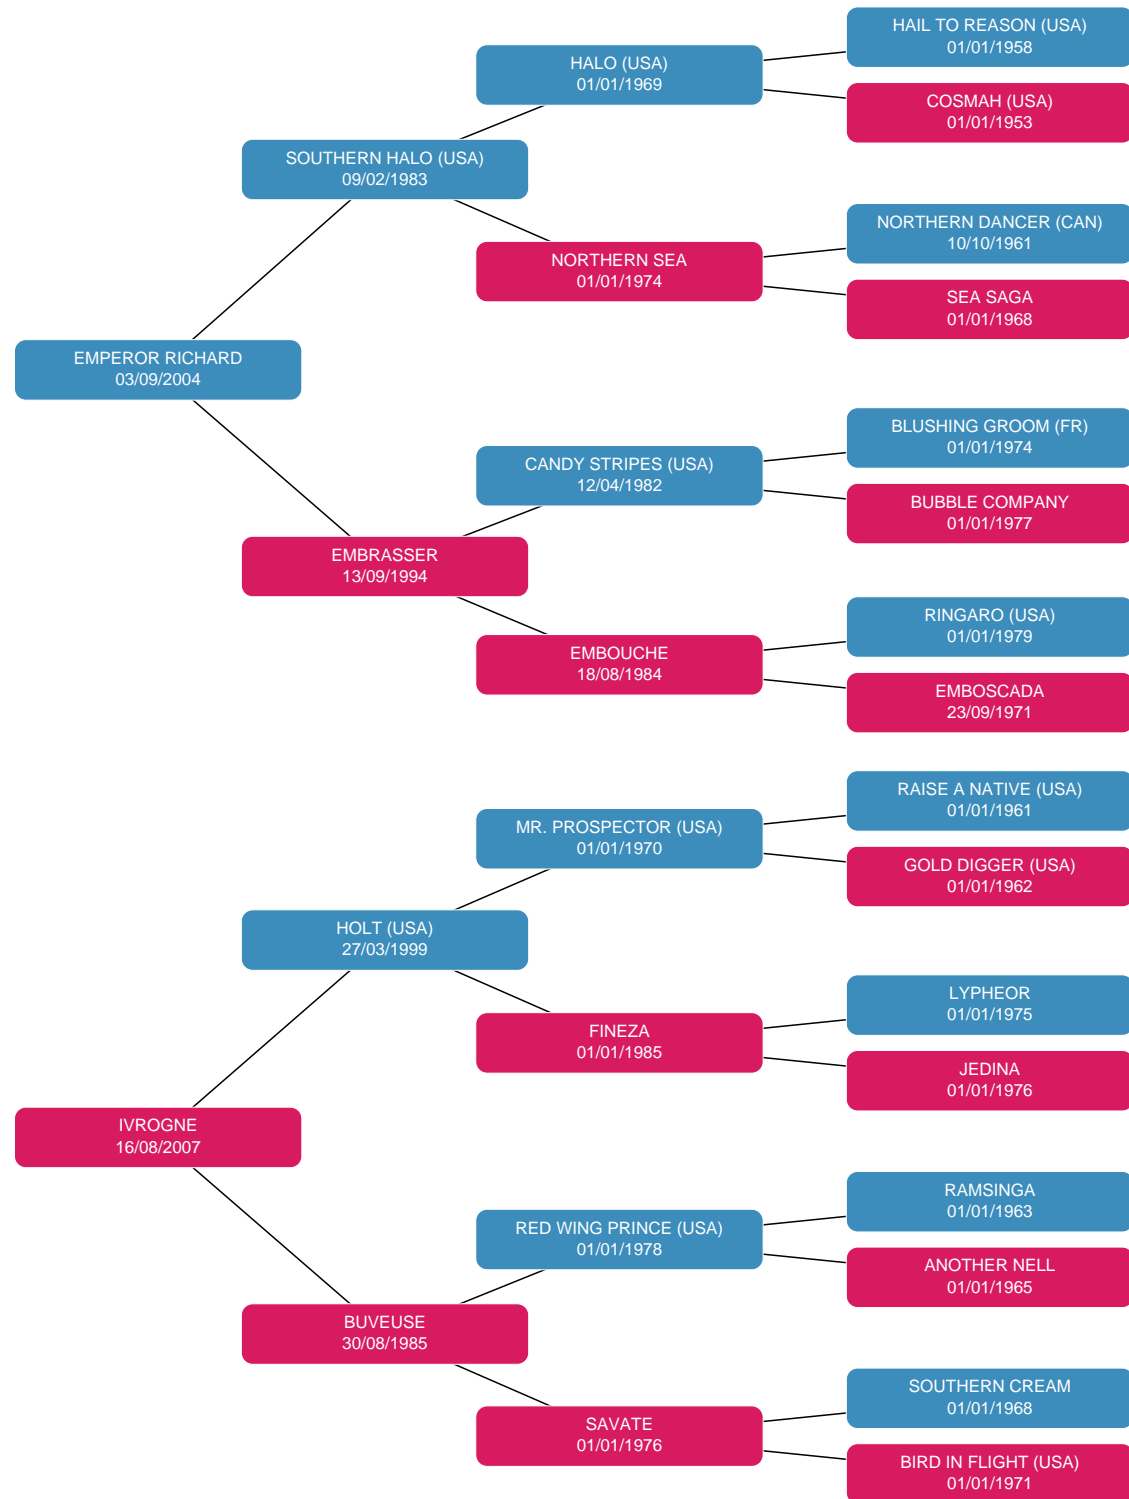 HAIL TO REASON (USA)
01/01/1958
HALO (USA)
01/01/1969
COSMAH (USA)
01/01/1953
SOUTHERN HALO (USA)
09/02/1983
NORTHERN DANCER (CAN)
10/10/1961
NORTHERN SEA
01/01/1974
SEA SAGA
01/01/1968
EMPEROR RICHARD
03/09/2004
BLUSHING GROOM (FR)
01/01/1974
CANDY STRIPES (USA)
12/04/1982
BUBBLE COMPANY
01/01/1977
EMBRASSER
13/09/1994
RINGARO (USA)
01/01/1979
EMBOUCHE
18/08/1984
EMBOSCADA
23/09/1971
RAISE A NATIVE (USA)
01/01/1961
MR. PROSPECTOR (USA)
01/01/1970
GOLD DIGGER (USA)
01/01/1962
HOLT (USA)
27/03/1999
LYPHEOR
01/01/1975
FINEZA
01/01/1985
JEDINA
01/01/1976
IVROGNE
16/08/2007
RAMSINGA
01/01/1963
RED WING PRINCE (USA)
01/01/1978
ANOTHER NELL
01/01/1965
BUVEUSE
30/08/1985
SOUTHERN CREAM
01/01/1968
SAVATE
01/01/1976
BIRD IN FLIGHT (USA)
01/01/1971